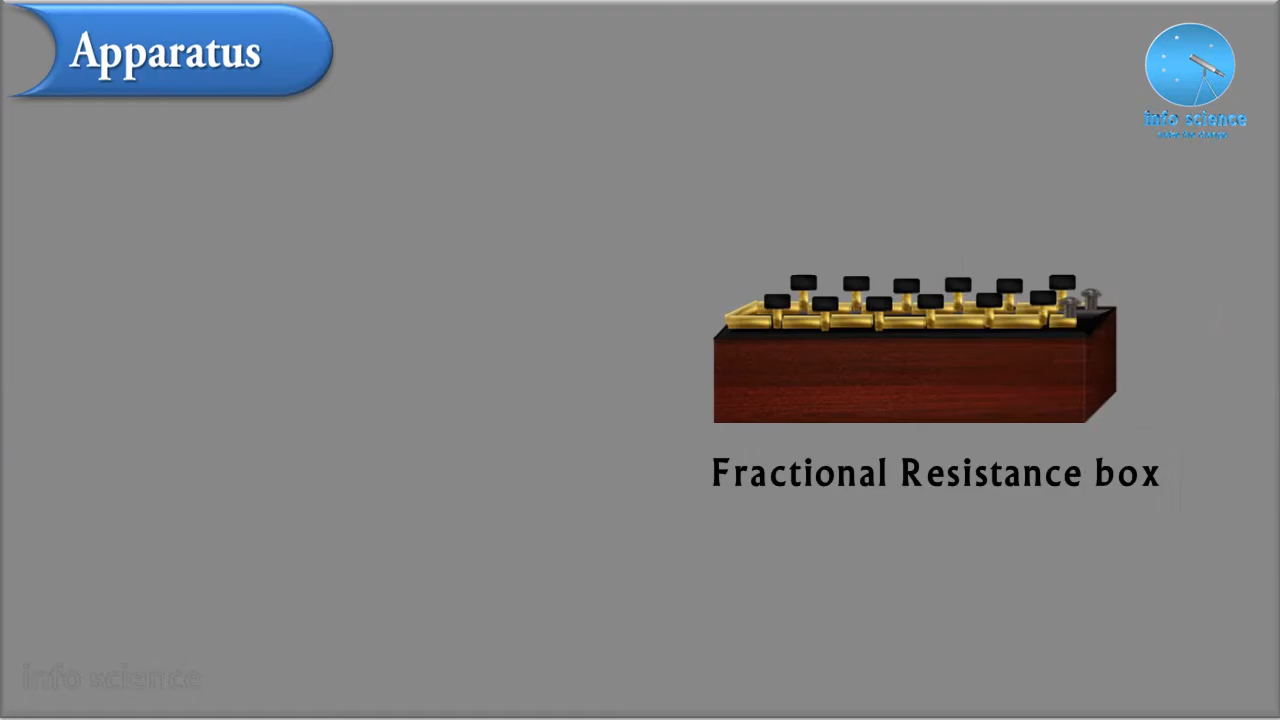 Apparatus
info science
Fractional Resistance box
info science